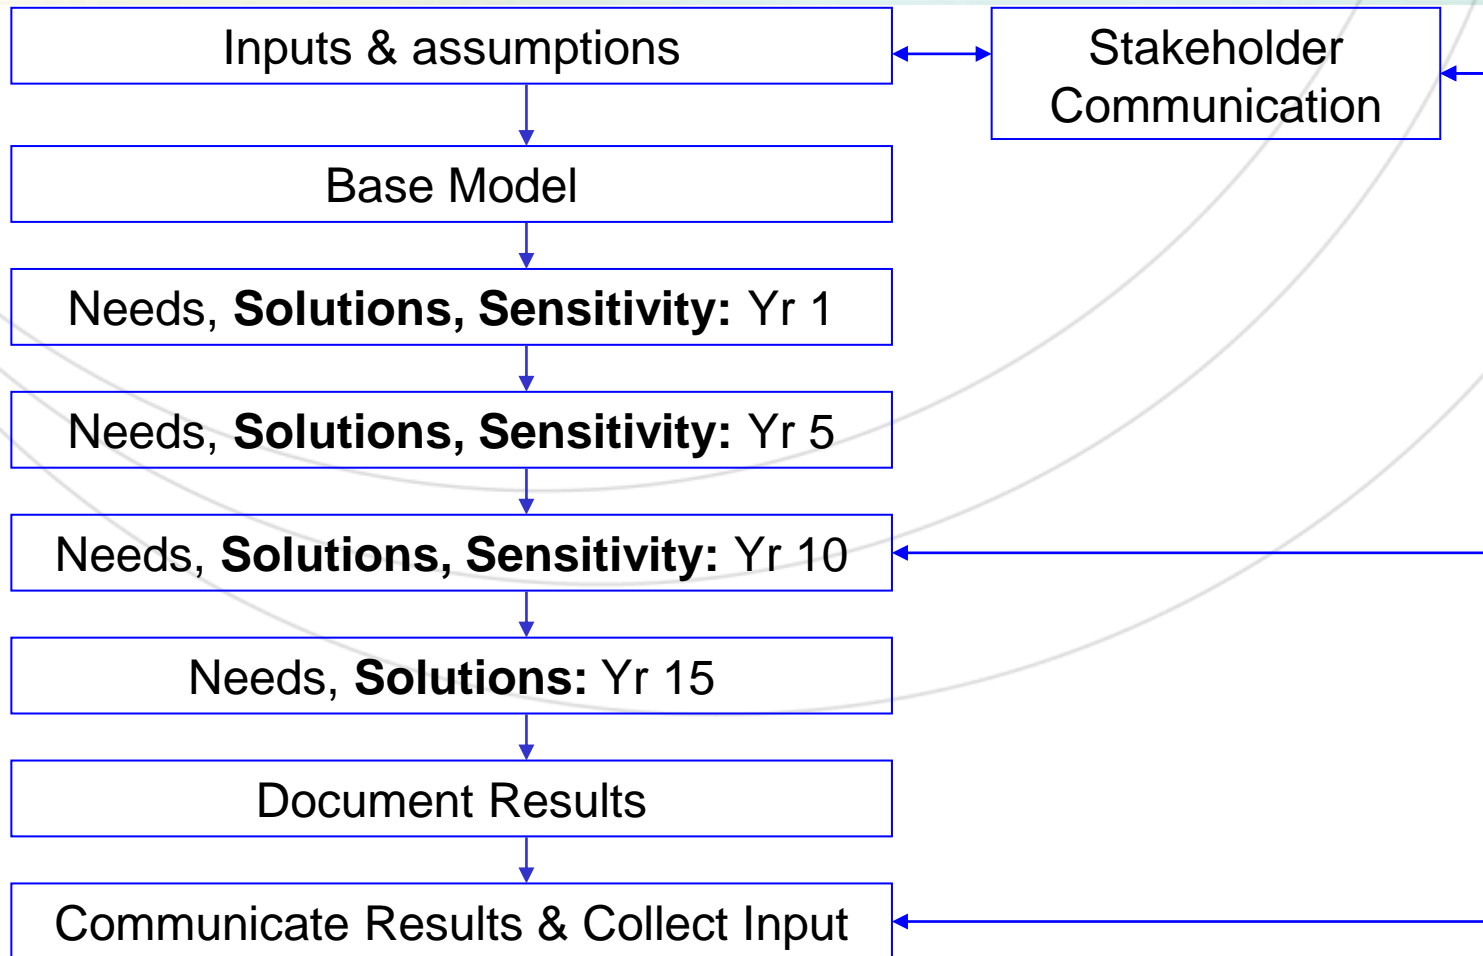 Inputs & assumptions
Stakeholder
Communication
Base Model
Needs, Solutions, Sensitivity: Yr 1
Needs, Solutions, Sensitivity: Yr 5
Needs, Solutions, Sensitivity: Yr 10
Needs, Solutions: Yr 15
Document Results
Communicate Results & Collect Input